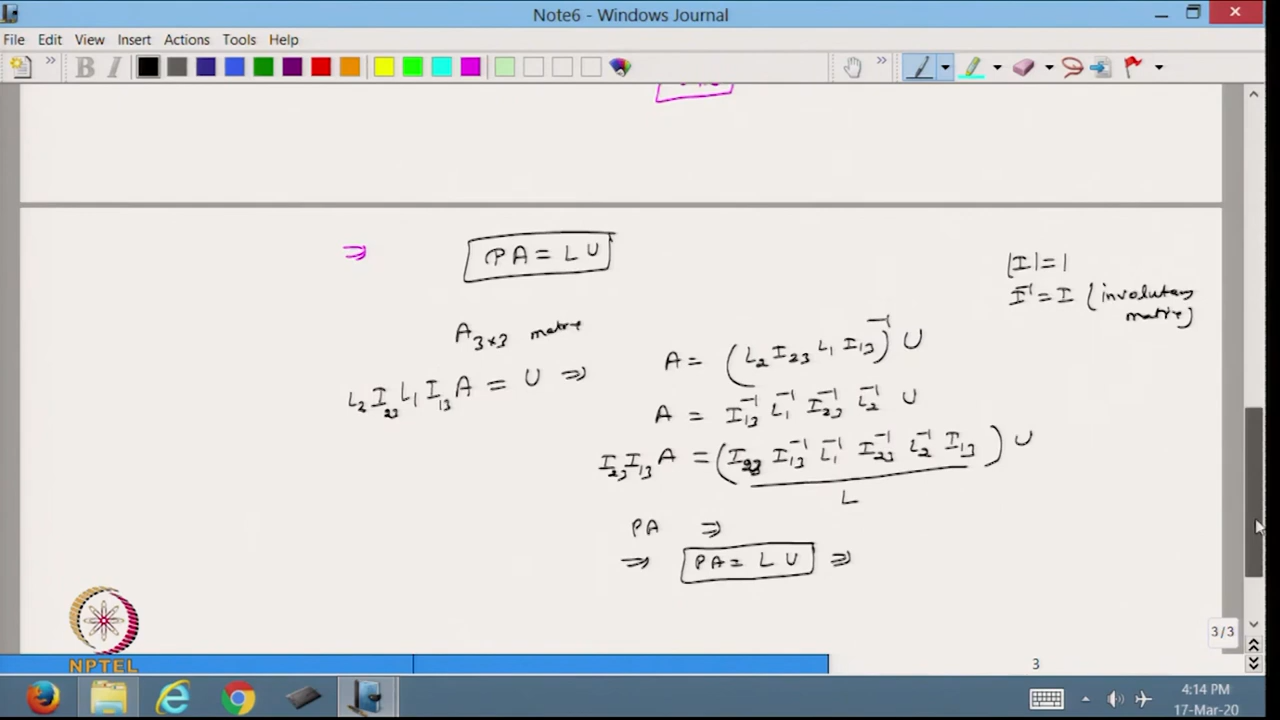 Note6 - Windows Journal
File Edit View Insert Actions Tools Help
⇒ PA = LU
|I| = 1
I⁻¹ = I (involutary
matrix)
A₃ₓ₃ matrix
L₂ I₂₃ L₁ I₁₃ A = U ⇒
A = (L₂ I₂₃ L₁ I₁₃)⁻¹ U
A = I₁₃⁻¹ L₁⁻¹ I₂₃⁻¹ L₂⁻¹ U
I₂₃ I₁₃ A = (I₂₃ I₁₃⁻¹ L₁⁻¹ I₂₃⁻¹ L₂⁻¹ I₁₃) U
L
PA ⇒
⇒ PA = LU ⇒
3/3
NPTEL
3
4:14 PM
17-Mar-20